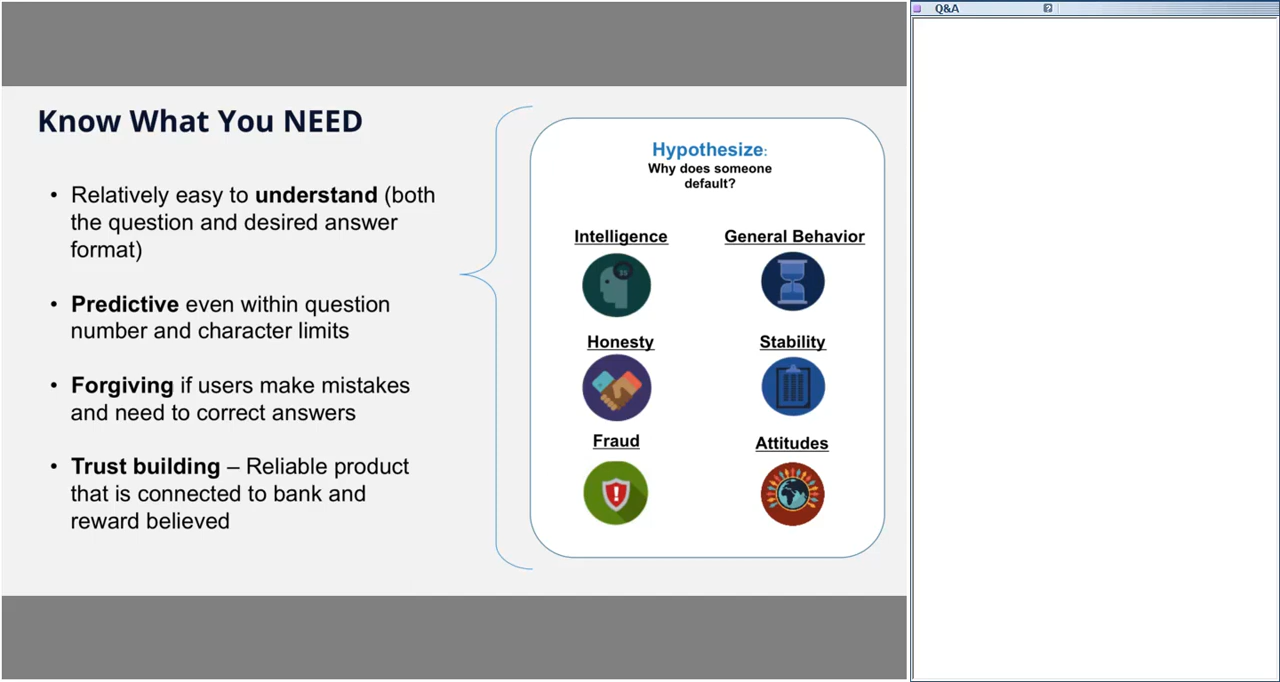 Know What You NEED
• Relatively easy to understand (both
the question and desired answer
format)
• Predictive even within question
number and character limits
• Forgiving if users make mistakes
and need to correct answers
• Trust building – Reliable product
that is connected to bank and
reward believed
Hypothesize:
Why does someone
default?
Intelligence
General Behavior
Honesty
Stability
Fraud
Attitudes
Q&A
?